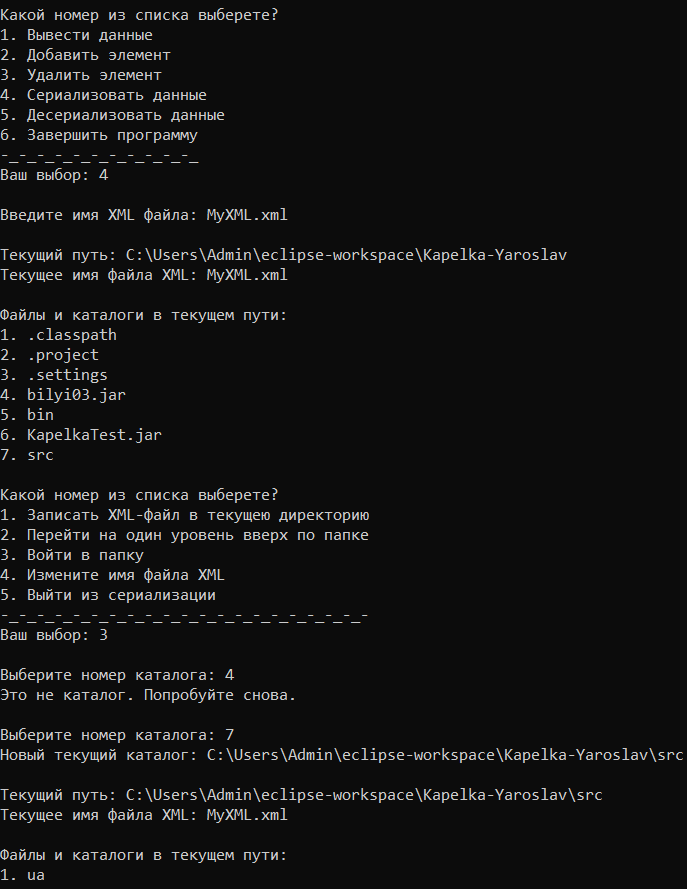 Какой номер из списка выберете?
1. Вывести данные
2. Добавить элемент
3. Удалить элемент
4. Сериализовать данные
5. Десериализовать данные
6. Завершить программу
-_-_-_-_-_-_-_-_-_-_-_
Ваш выбор: 4
Введите имя XML файла: MyXML.xml
Текущий путь: C:\Users\Admin\eclipse-workspace\Kapelka-Yaroslav
Текущее имя файла XML: MyXML.xml
Файлы и каталоги в текущем пути:
1. .classpath
2. .project
3. .settings
4. bilyi03.jar
5. bin
6. KapelkaTest.jar
7. src
Какой номер из списка выберете?
1. Записать XML-файл в текущею директорию
2. Перейти на один уровень вверх по папке
3. Войти в папку
4. Измените имя файла XML
5. Выйти из сериализации
-_-_-_-_-_-_-_-_-_-_-_-_-_-_-_-_-_-_-_-_-
Ваш выбор: 3
Выберите номер каталога: 4
Это не каталог. Попробуйте снова.
Выберите номер каталога: 7
Новый текущий каталог: C:\Users\Admin\eclipse-workspace\Kapelka-Yaroslav\src
Текущий путь: C:\Users\Admin\eclipse-workspace\Kapelka-Yaroslav\src
Текущее имя файла XML: MyXML.xml
Файлы и каталоги в текущем пути:
1. ua